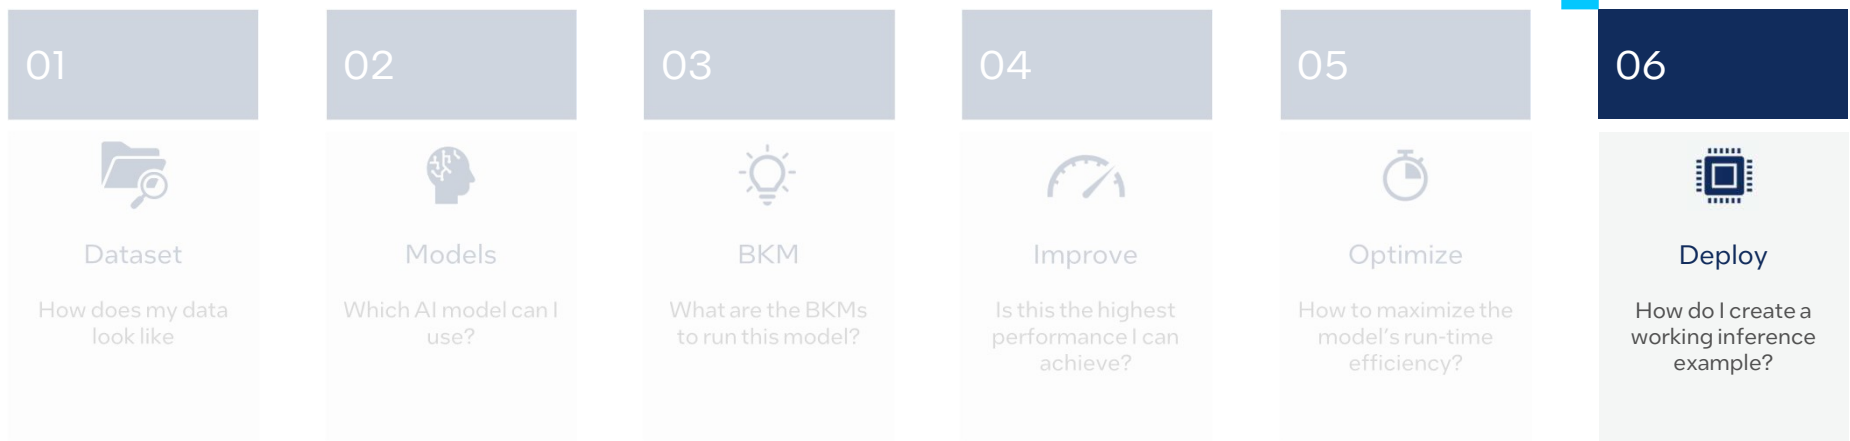 01
Dataset
How does my data
look like
02
Models
Which AI model can I
use?
03
BKM
What are the BKMs
to run this model?
04
Improve
Is this the highest
performance I can
achieve?
05
Optimize
How to maximize the
model's run-time
efficiency?
06
Deploy
How do I create a
working inference
example?